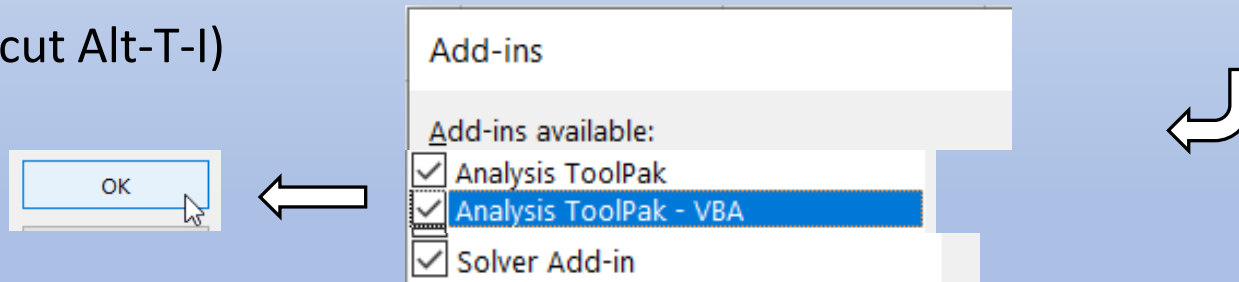 cut Alt-T-I)
Add-ins
Add-ins available:
Analysis ToolPak
Analysis ToolPak - VBA
Solver Add-in
OK